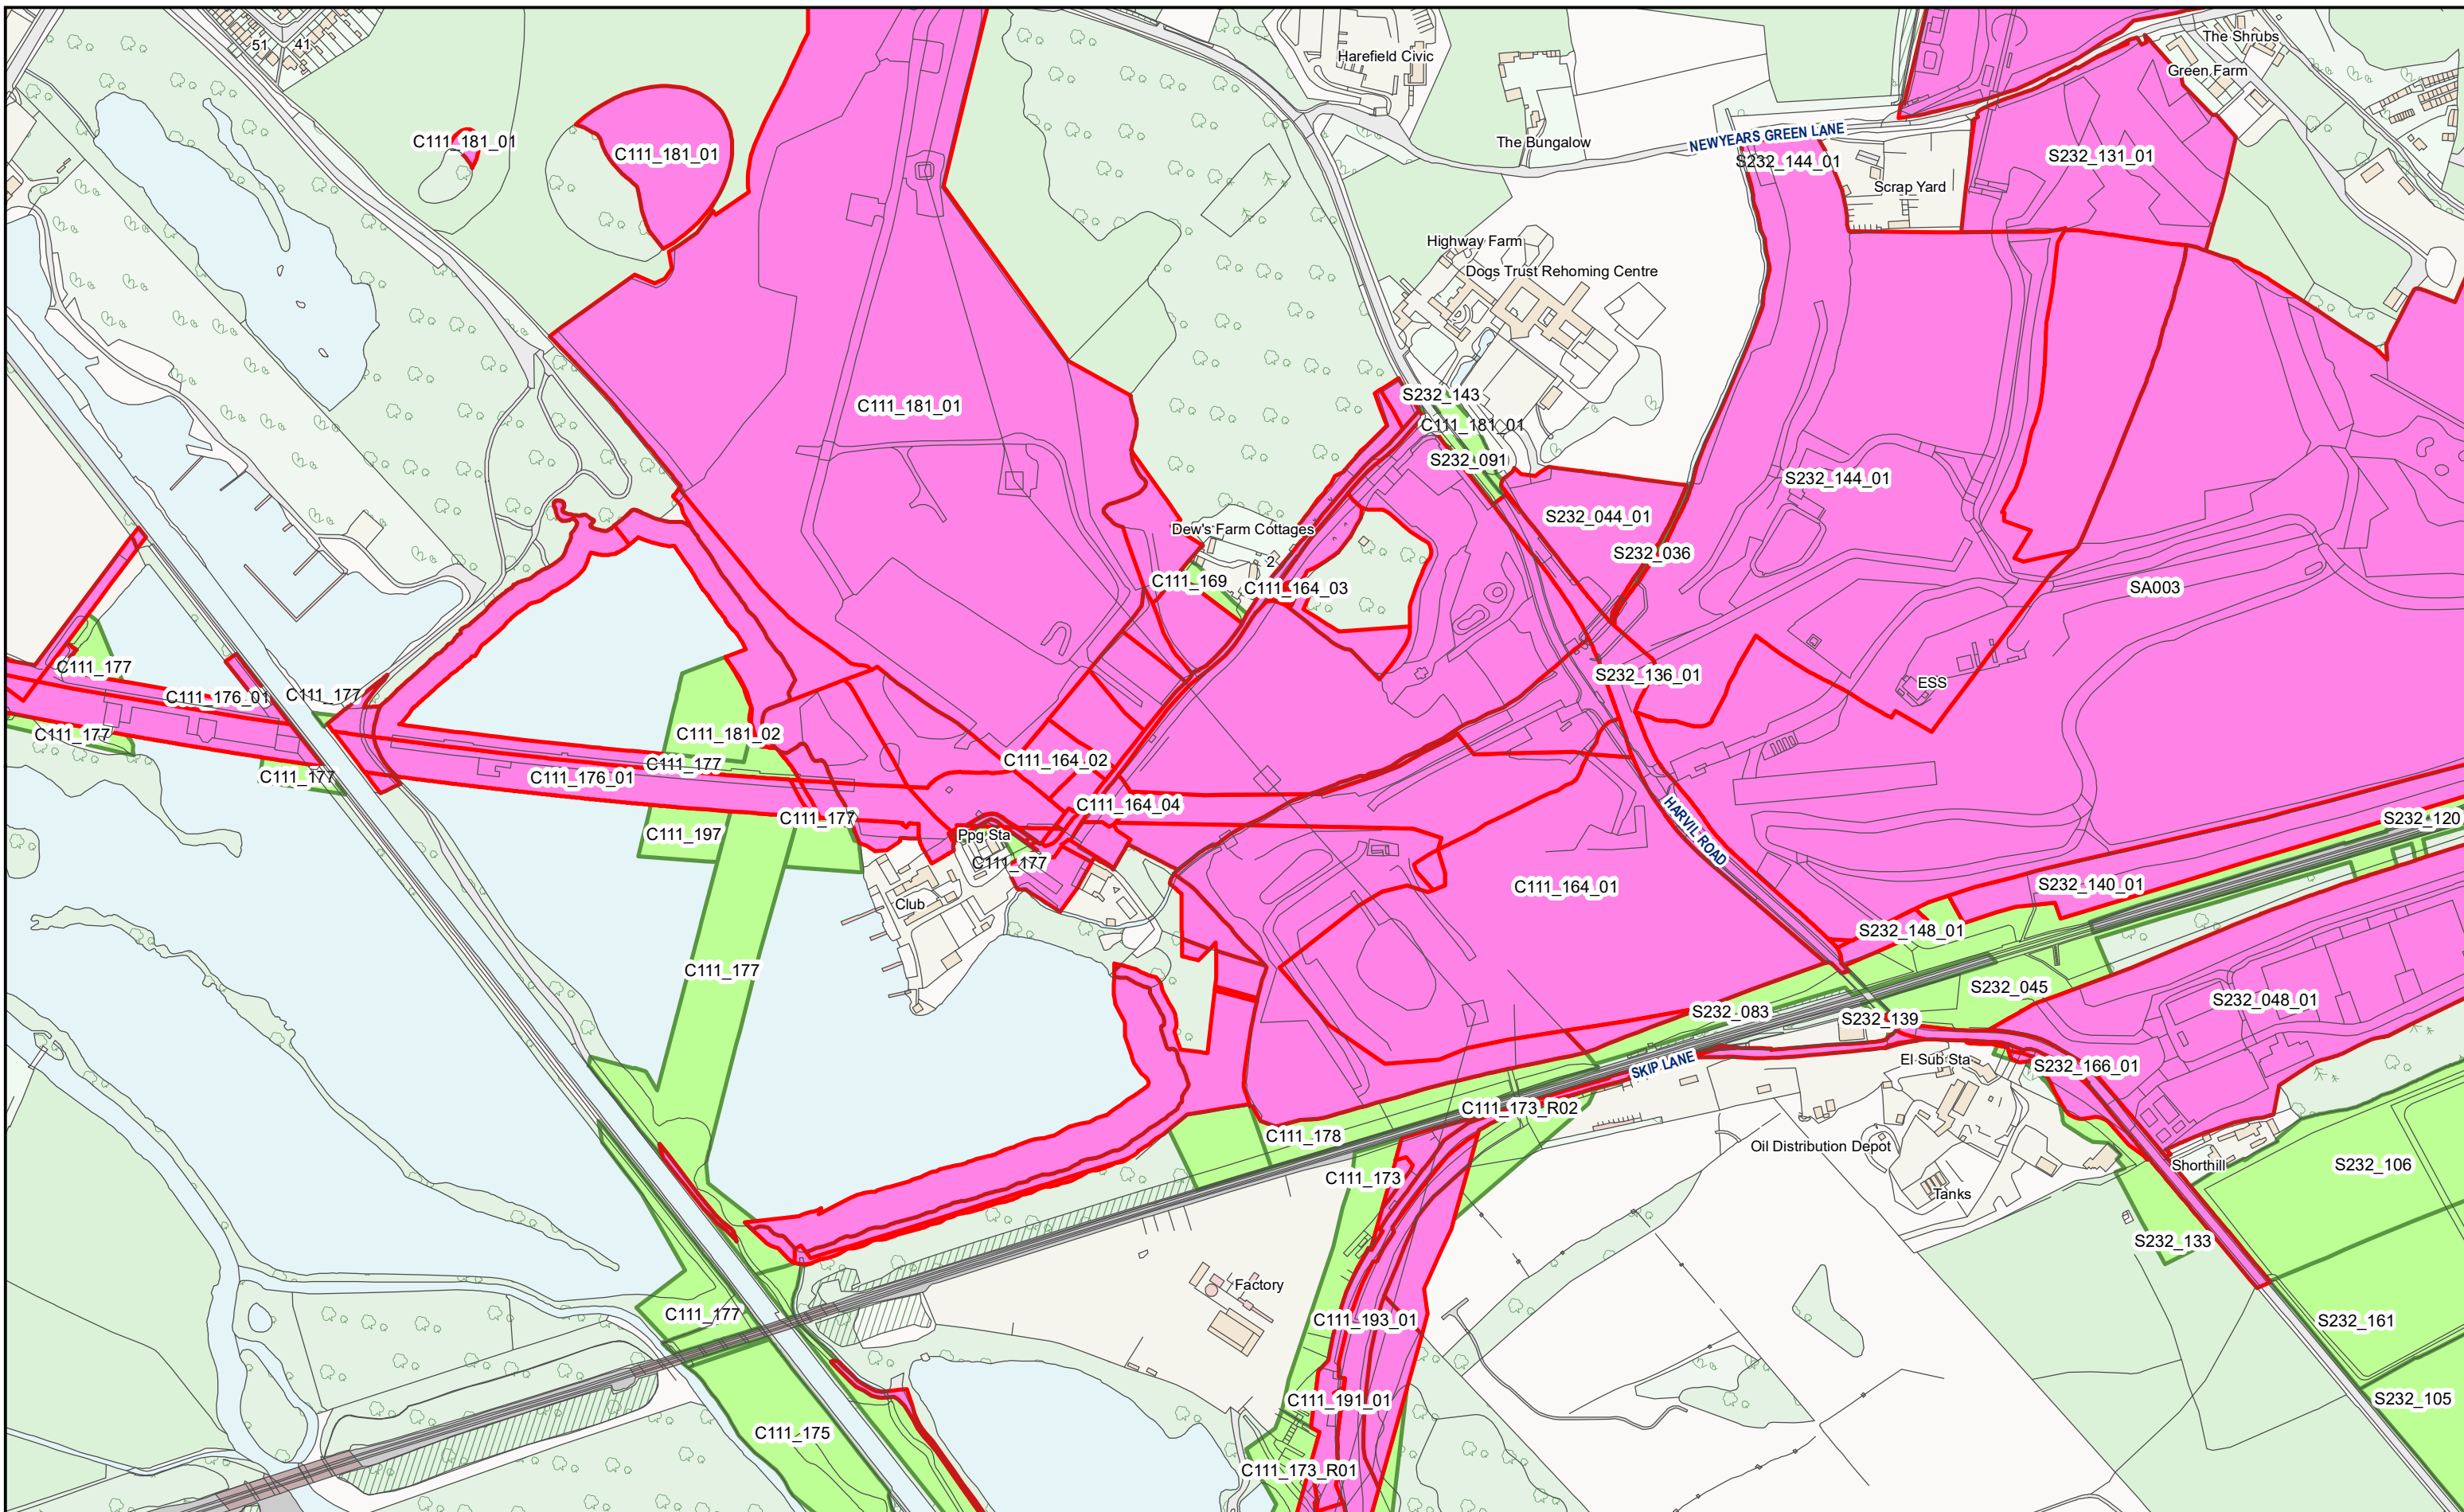 51
41
Harefield Civic
The Shrubs
Green Farm
C111_181_01
C111_181_01
The Bungalow
NEWYEARS GREEN LANE
S232_144_01
S232_131_01
Scrap Yard
Highway Farm
Dogs Trust Rehoming Centre
C111_181_01
S232_143
C111_181_01
S232_091
S232_144_01
S232_044_01
Dew's Farm Cottages
2
S232_036
C111_169
C111_164_03
SA003
C111_177
C111_176_01
C111_177
S232_136_01
ESS
C111_177
C111_181_02
C111_164_02
C111_177
C111_177
C111_176_01
C111_164_04
HARVIL ROAD
C111_177
S232_120
C111_197
Ppg Sta
C111_177
C111_164_01
S232_140_01
Club
S232_148_01
C111_177
S232_045
S232_048_01
S232_083
S232_139
SKIP LANE
El Sub Sta
S232_166_01
C111_173_R02
C111_178
Oil Distribution Depot
Shorthill
S232_106
C111_173
Tanks
S232_133
Factory
C111_177
C111_193_01
S232_161
C111_191_01
S232_105
C111_175
C111_173_R01